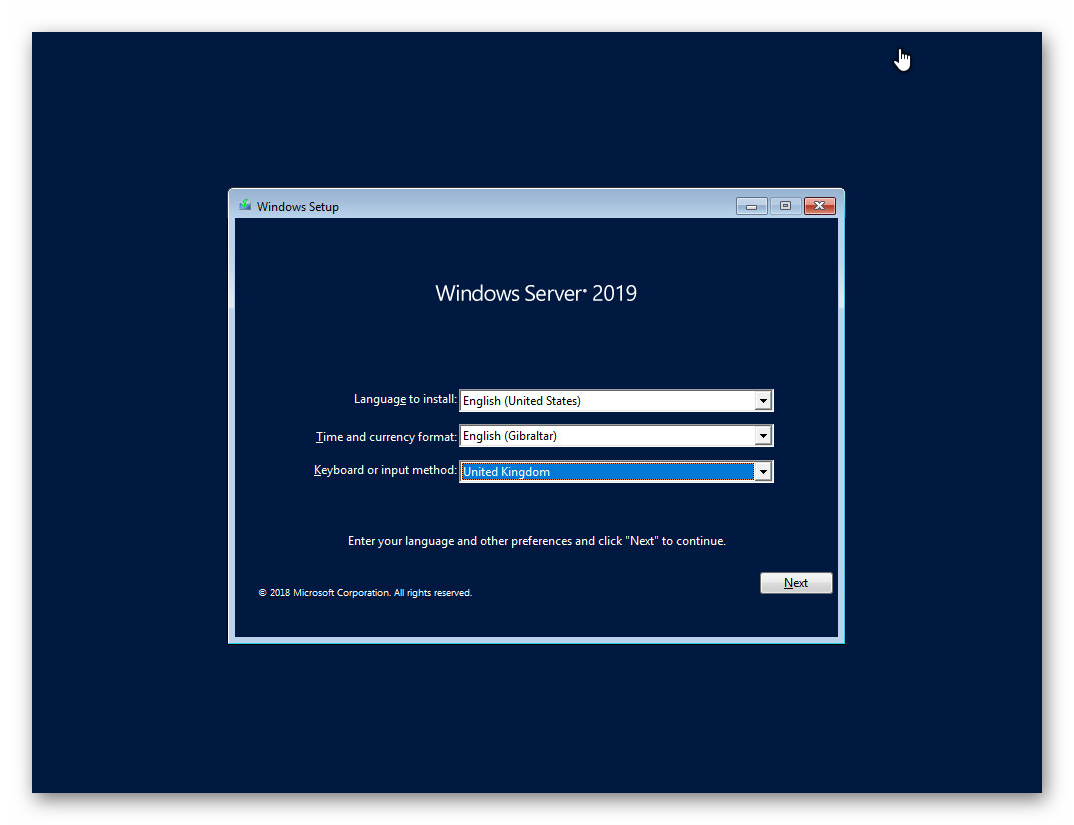 Windows Setup
Windows Server® 2019
Language to install: English (United States)
Time and currency format: English (Gibraltar)
Keyboard or input method: United Kingdom
Enter your language and other preferences and click "Next" to continue.
Next
© 2018 Microsoft Corporation. All rights reserved.